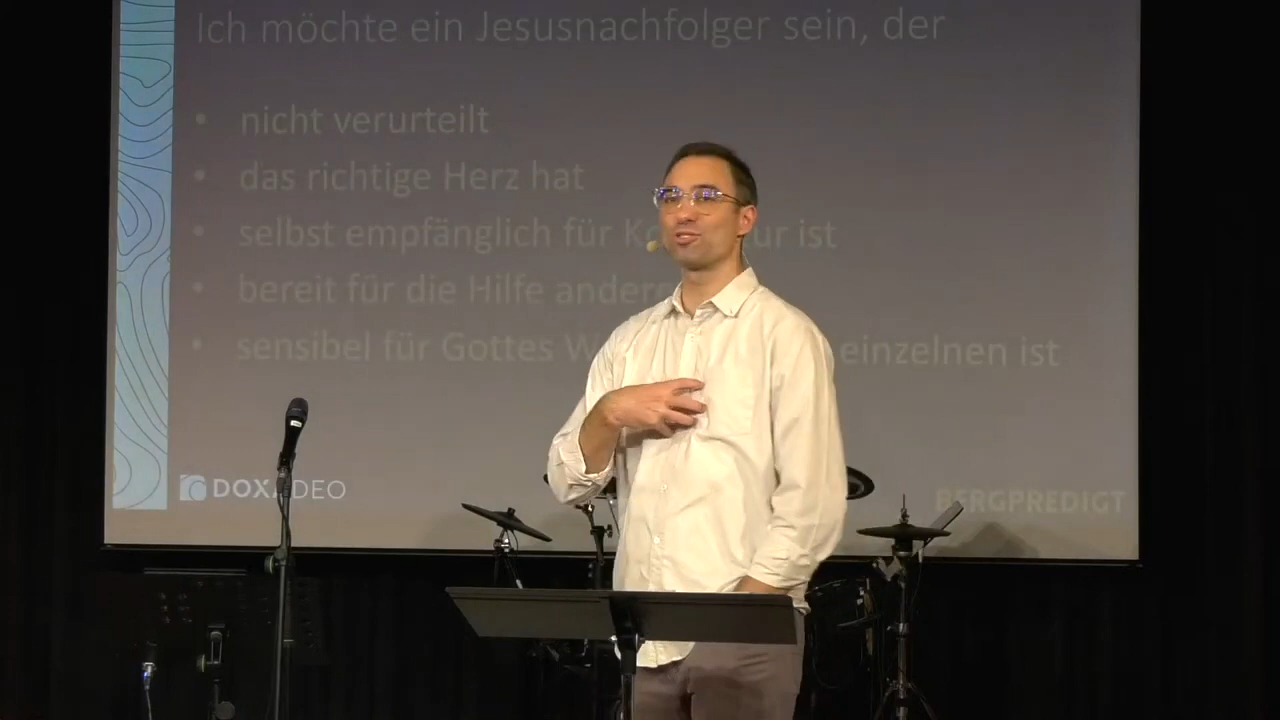 Ich möchte ein Jesusnachfolger sein, der
• nicht verurteilt
• das richtige Herz hat
• selbst empfänglich für ist
• bereit für die Hilfe
• sensibel für Gottes einzelnen ist
DOXADEO
BERGPREDIGT